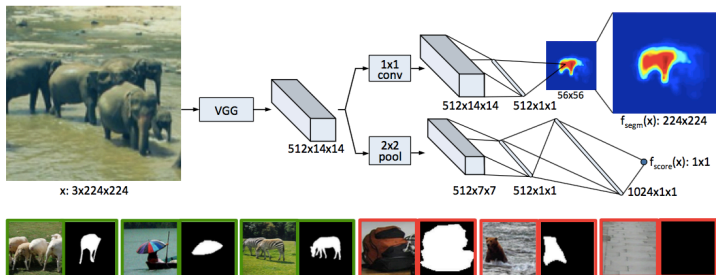 x: 3x224x224
VGG
512x14x14
1x1
conv
512x14x14
512x1x1
56x56
fsegm(x): 224x224
2x2
pool
512x7x7
512x1x1
1024x1x1
fscore(x): 1x1